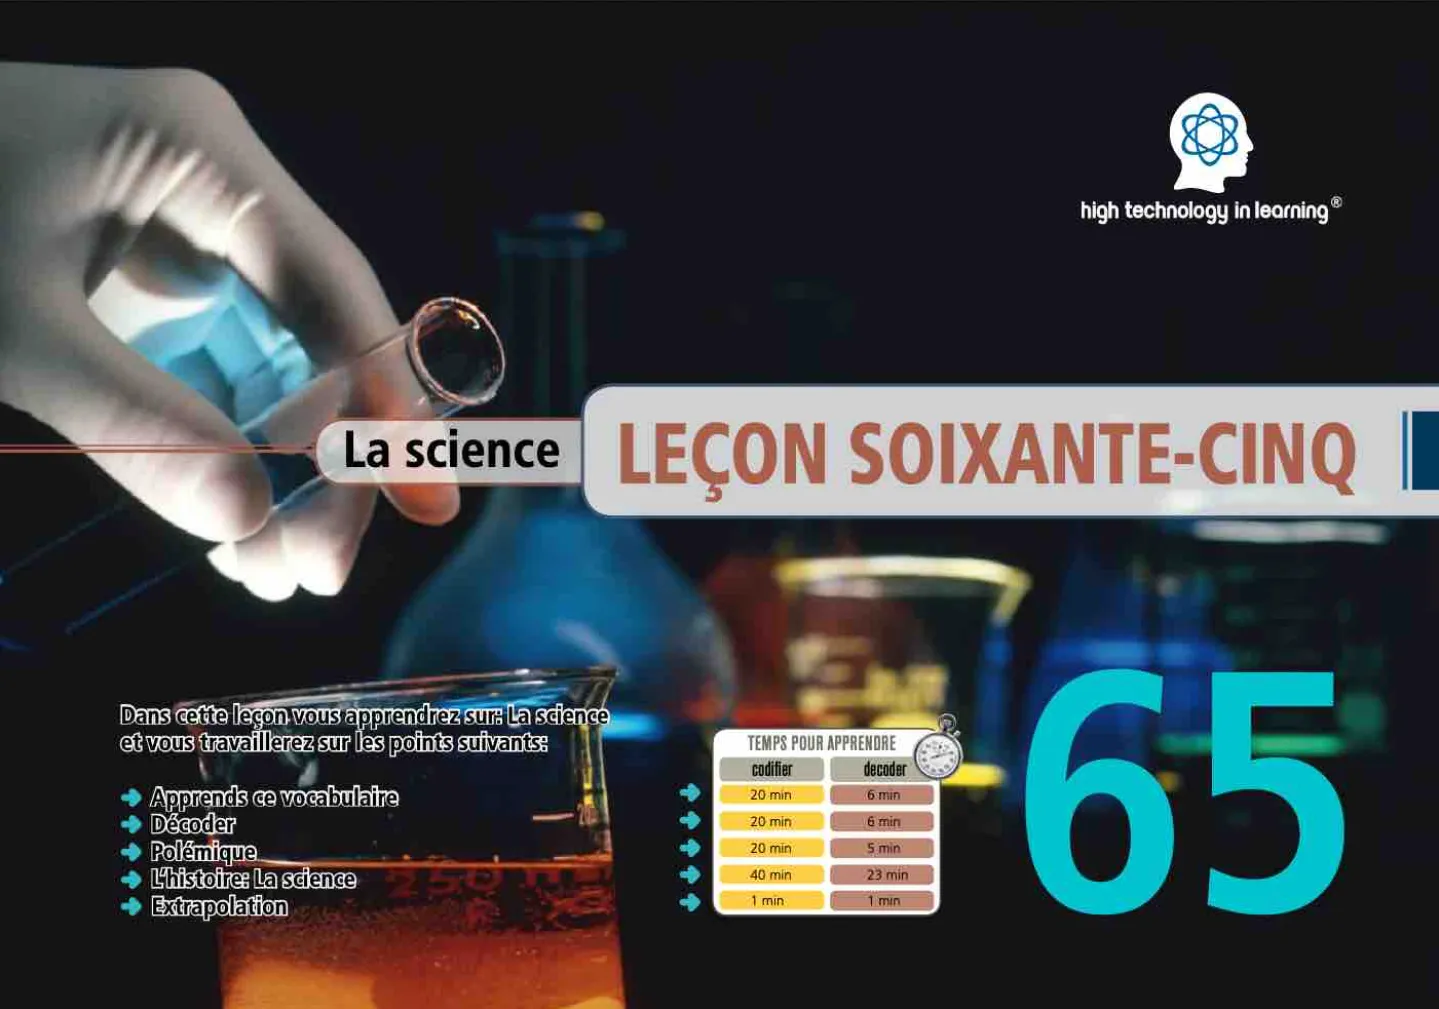 high technology in learning®
La science
LEÇON SOIXANTE-CINQ
Dans cette leçon vous apprendrez sur: La science
et vous travaillerez sur les points suivants:
Apprends ce vocabulaire
Décoder
Polémique
L'histoire: La science
Extrapolation
TEMPS POUR APPRENDRE
codifier decoder
20 min 6 min
20 min 6 min
20 min 5 min
40 min 23 min
1 min 1 min
65
250